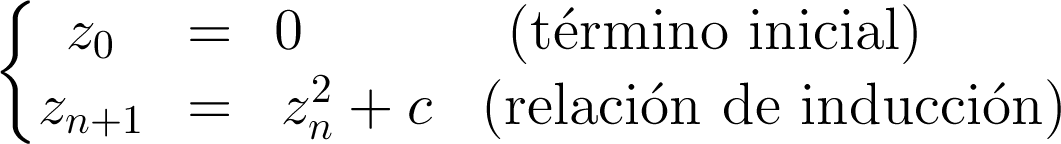 z₀ = 0 (término inicial)
zₙ₊₁ = zₙ² + c (relación de inducción)